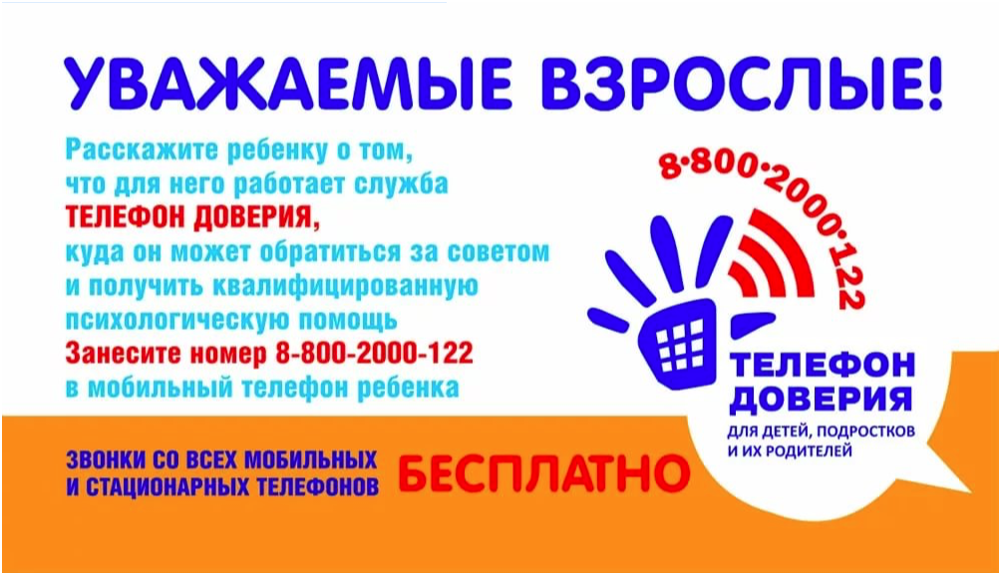 УВАЖАЕМЫЕ ВЗРОСЛЫЕ!
Расскажите ребенку о том,
что для него работает служба
ТЕЛЕФОН ДОВЕРИЯ,
куда он может обратиться за советом
и получить квалифицированную
психологическую помощь
Занесите номер 8-800-2000-122
в мобильный телефон ребенка
8·800·2000·122
ТЕЛЕФОН
ДОВЕРИЯ
ДЛЯ ДЕТЕЙ, ПОДРОСТКОВ
И ИХ РОДИТЕЛЕЙ
ЗВОНКИ СО ВСЕХ МОБИЛЬНЫХ
И СТАЦИОНАРНЫХ ТЕЛЕФОНОВ
БЕСПЛАТНО